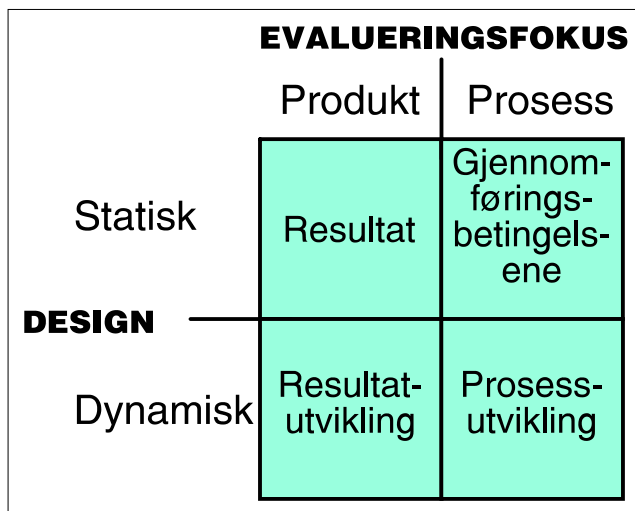 EVALUERINGSFOKUS
Produkt Prosess
Statisk
Resultat
Gjennom-
førings-
betingels-
ene
DESIGN
Dynamisk
Resultat-
utvikling
Prosess-
utvikling